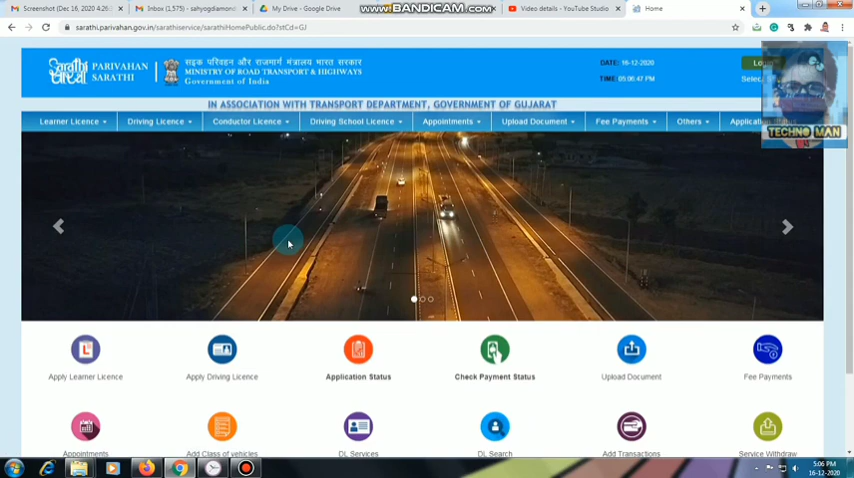 Screenshot (Dec 16, 2020 4:26:
Inbox (1,575) - sahyogdiamond
My Drive - Google Drive
www.BANDICAM.com
Video details - YouTube Studio
Home
sarathi.parivahan.gov.in/sarathiservice/sarathiHomePublic.do?stCd=GJ
PARIVAHAN
SARATHI
सड़क परिवहन और राजमार्ग मंत्रालय भारत सरकार
MINISTRY OF ROAD TRANSPORT & HIGHWAYS
Government of India
DATE: 16-12-2020
TIME: 05:06:47 PM
Login
Selec
IN ASSOCIATION WITH TRANSPORT DEPARTMENT, GOVERNMENT OF GUJARAT
TECHNO MAN
Learner Licence
Driving Licence
Conductor Licence
Driving School Licence
Appointments
Upload Document
Fee Payments
Others
Application Status
Apply Learner Licence
Apply Driving Licence
Application Status
Check Payment Status
Upload Document
Fee Payments
Appointments
Add Class of vehicles
DL Services
DL Search
Add Transactions
Service Withdraw
5:06 PM
16-12-2020